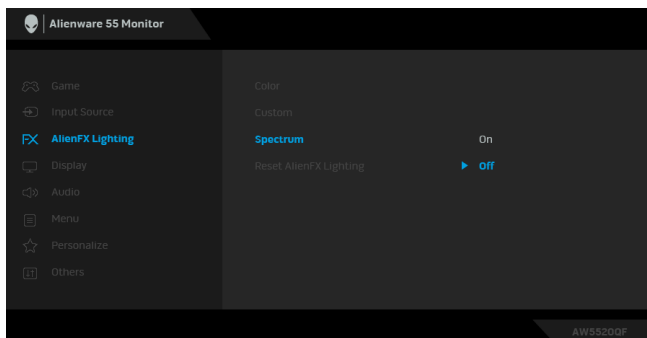 Alienware 55 Monitor
Game
Color
Input Source
Custom
FX AlienFX Lighting
Spectrum
On
Display
Reset AlienFX Lighting
Off
Audio
Menu
Personalize
Others
AW5520QF